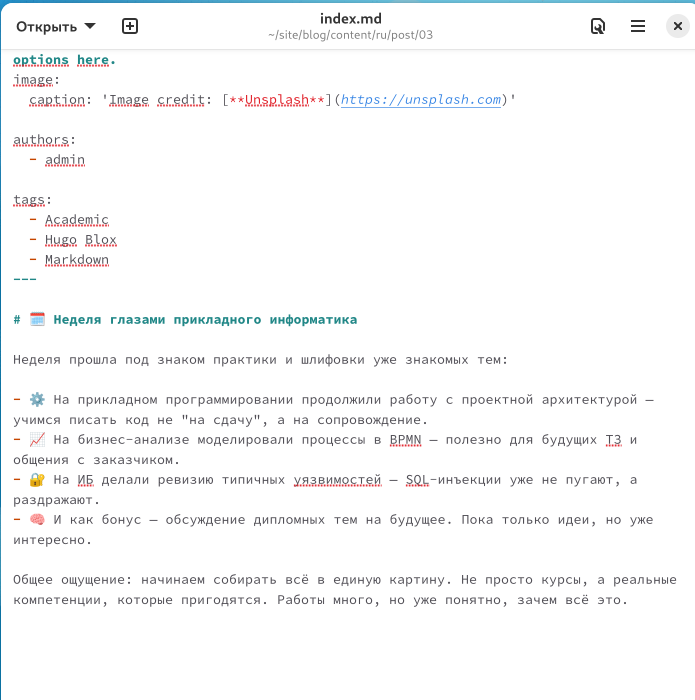 Открыть
index.md
~/site/blog/content/ru/post/03
options here.
image:
  caption: 'Image credit: [**Unsplash**](https://unsplash.com)'

authors:
  - admin

tags:
  - Academic
  - Hugo Blox
  - Markdown
---

# 🗓️ Неделя глазами прикладного информатика

Неделя прошла под знаком практики и шлифовки уже знакомых тем:

- ⚙️ На прикладном программировании продолжили работу с проектной архитектурой —
учимся писать код не "на сдачу", а на сопровождение.
- 📈 На бизнес-анализе моделировали процессы в BPMN — полезно для будущих ТЗ и
общения с заказчиком.
- 🔐 На ИБ делали ревизию типичных уязвимостей — SQL-инъекции уже не пугают, а
раздражают.
- 🧠 И как бонус — обсуждение дипломных тем на будущее. Пока только идеи, но уже
интересно.

Общее ощущение: начинаем собирать всё в единую картину. Не просто курсы, а реальные
компетенции, которые пригодятся. Работы много, но уже понятно, зачем всё это.